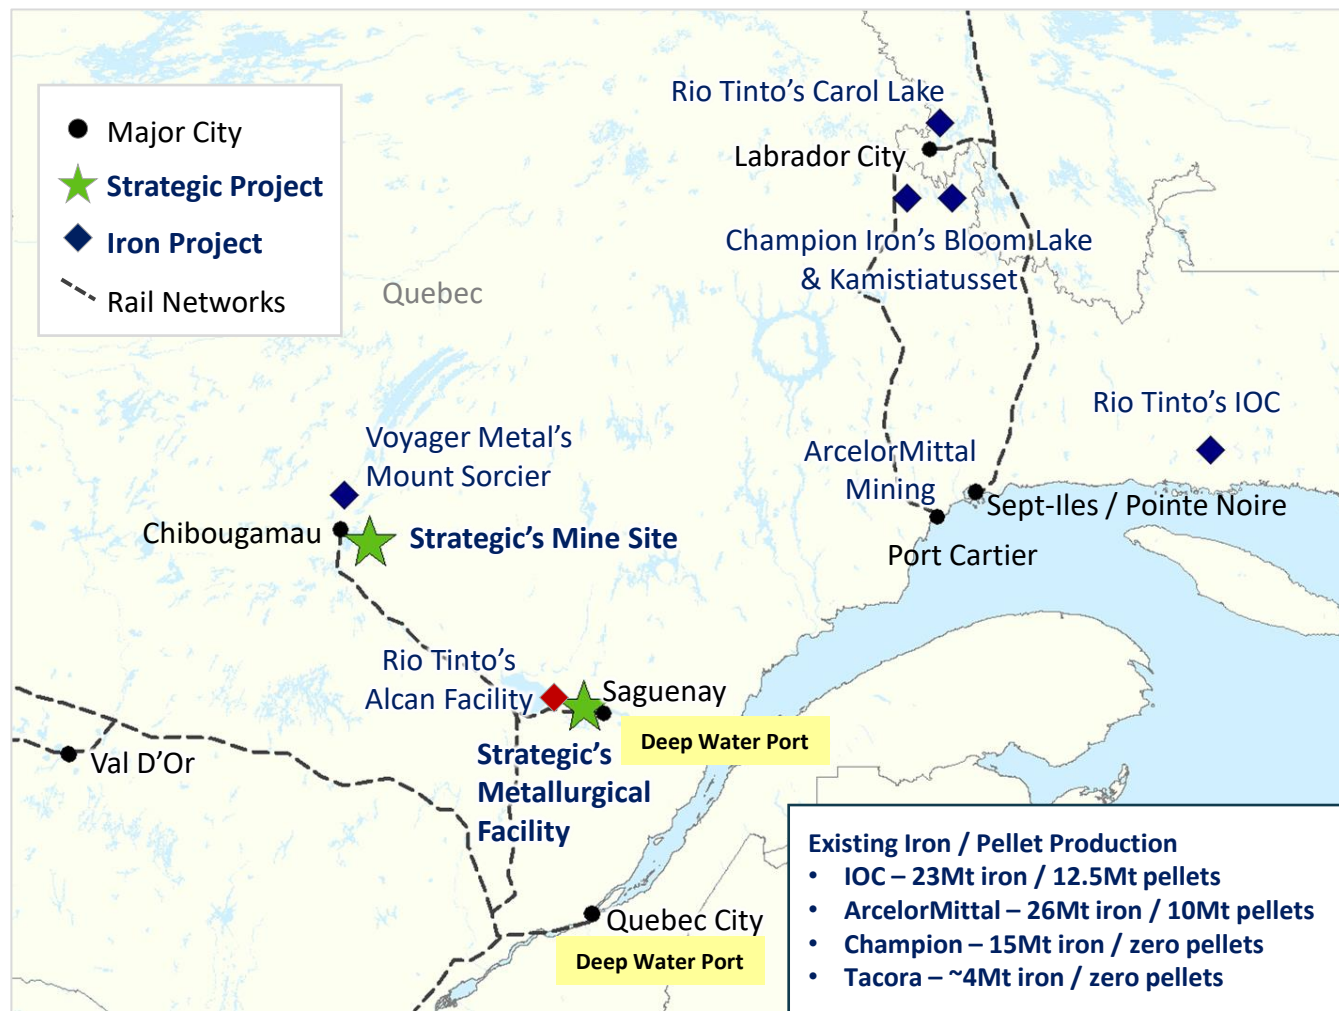 Major City
Strategic Project
Iron Project
Rail Networks
Quebec
Rio Tinto's Carol Lake
Labrador City
Champion Iron's Bloom Lake
& Kamistiatusset
Rio Tinto's IOC
ArcelorMittal
Mining
Sept-Iles / Pointe Noire
Port Cartier
Voyager Metal's
Mount Sorcier
Chibougamau
Strategic's Mine Site
Rio Tinto's
Alcan Facility
Saguenay
Deep Water Port
Strategic's
Metallurgical
Facility
Val D'Or
Quebec City
Deep Water Port
Existing Iron / Pellet Production
• IOC – 23Mt iron / 12.5Mt pellets
• ArcelorMittal – 26Mt iron / 10Mt pellets
• Champion – 15Mt iron / zero pellets
• Tacora – ~4Mt iron / zero pellets